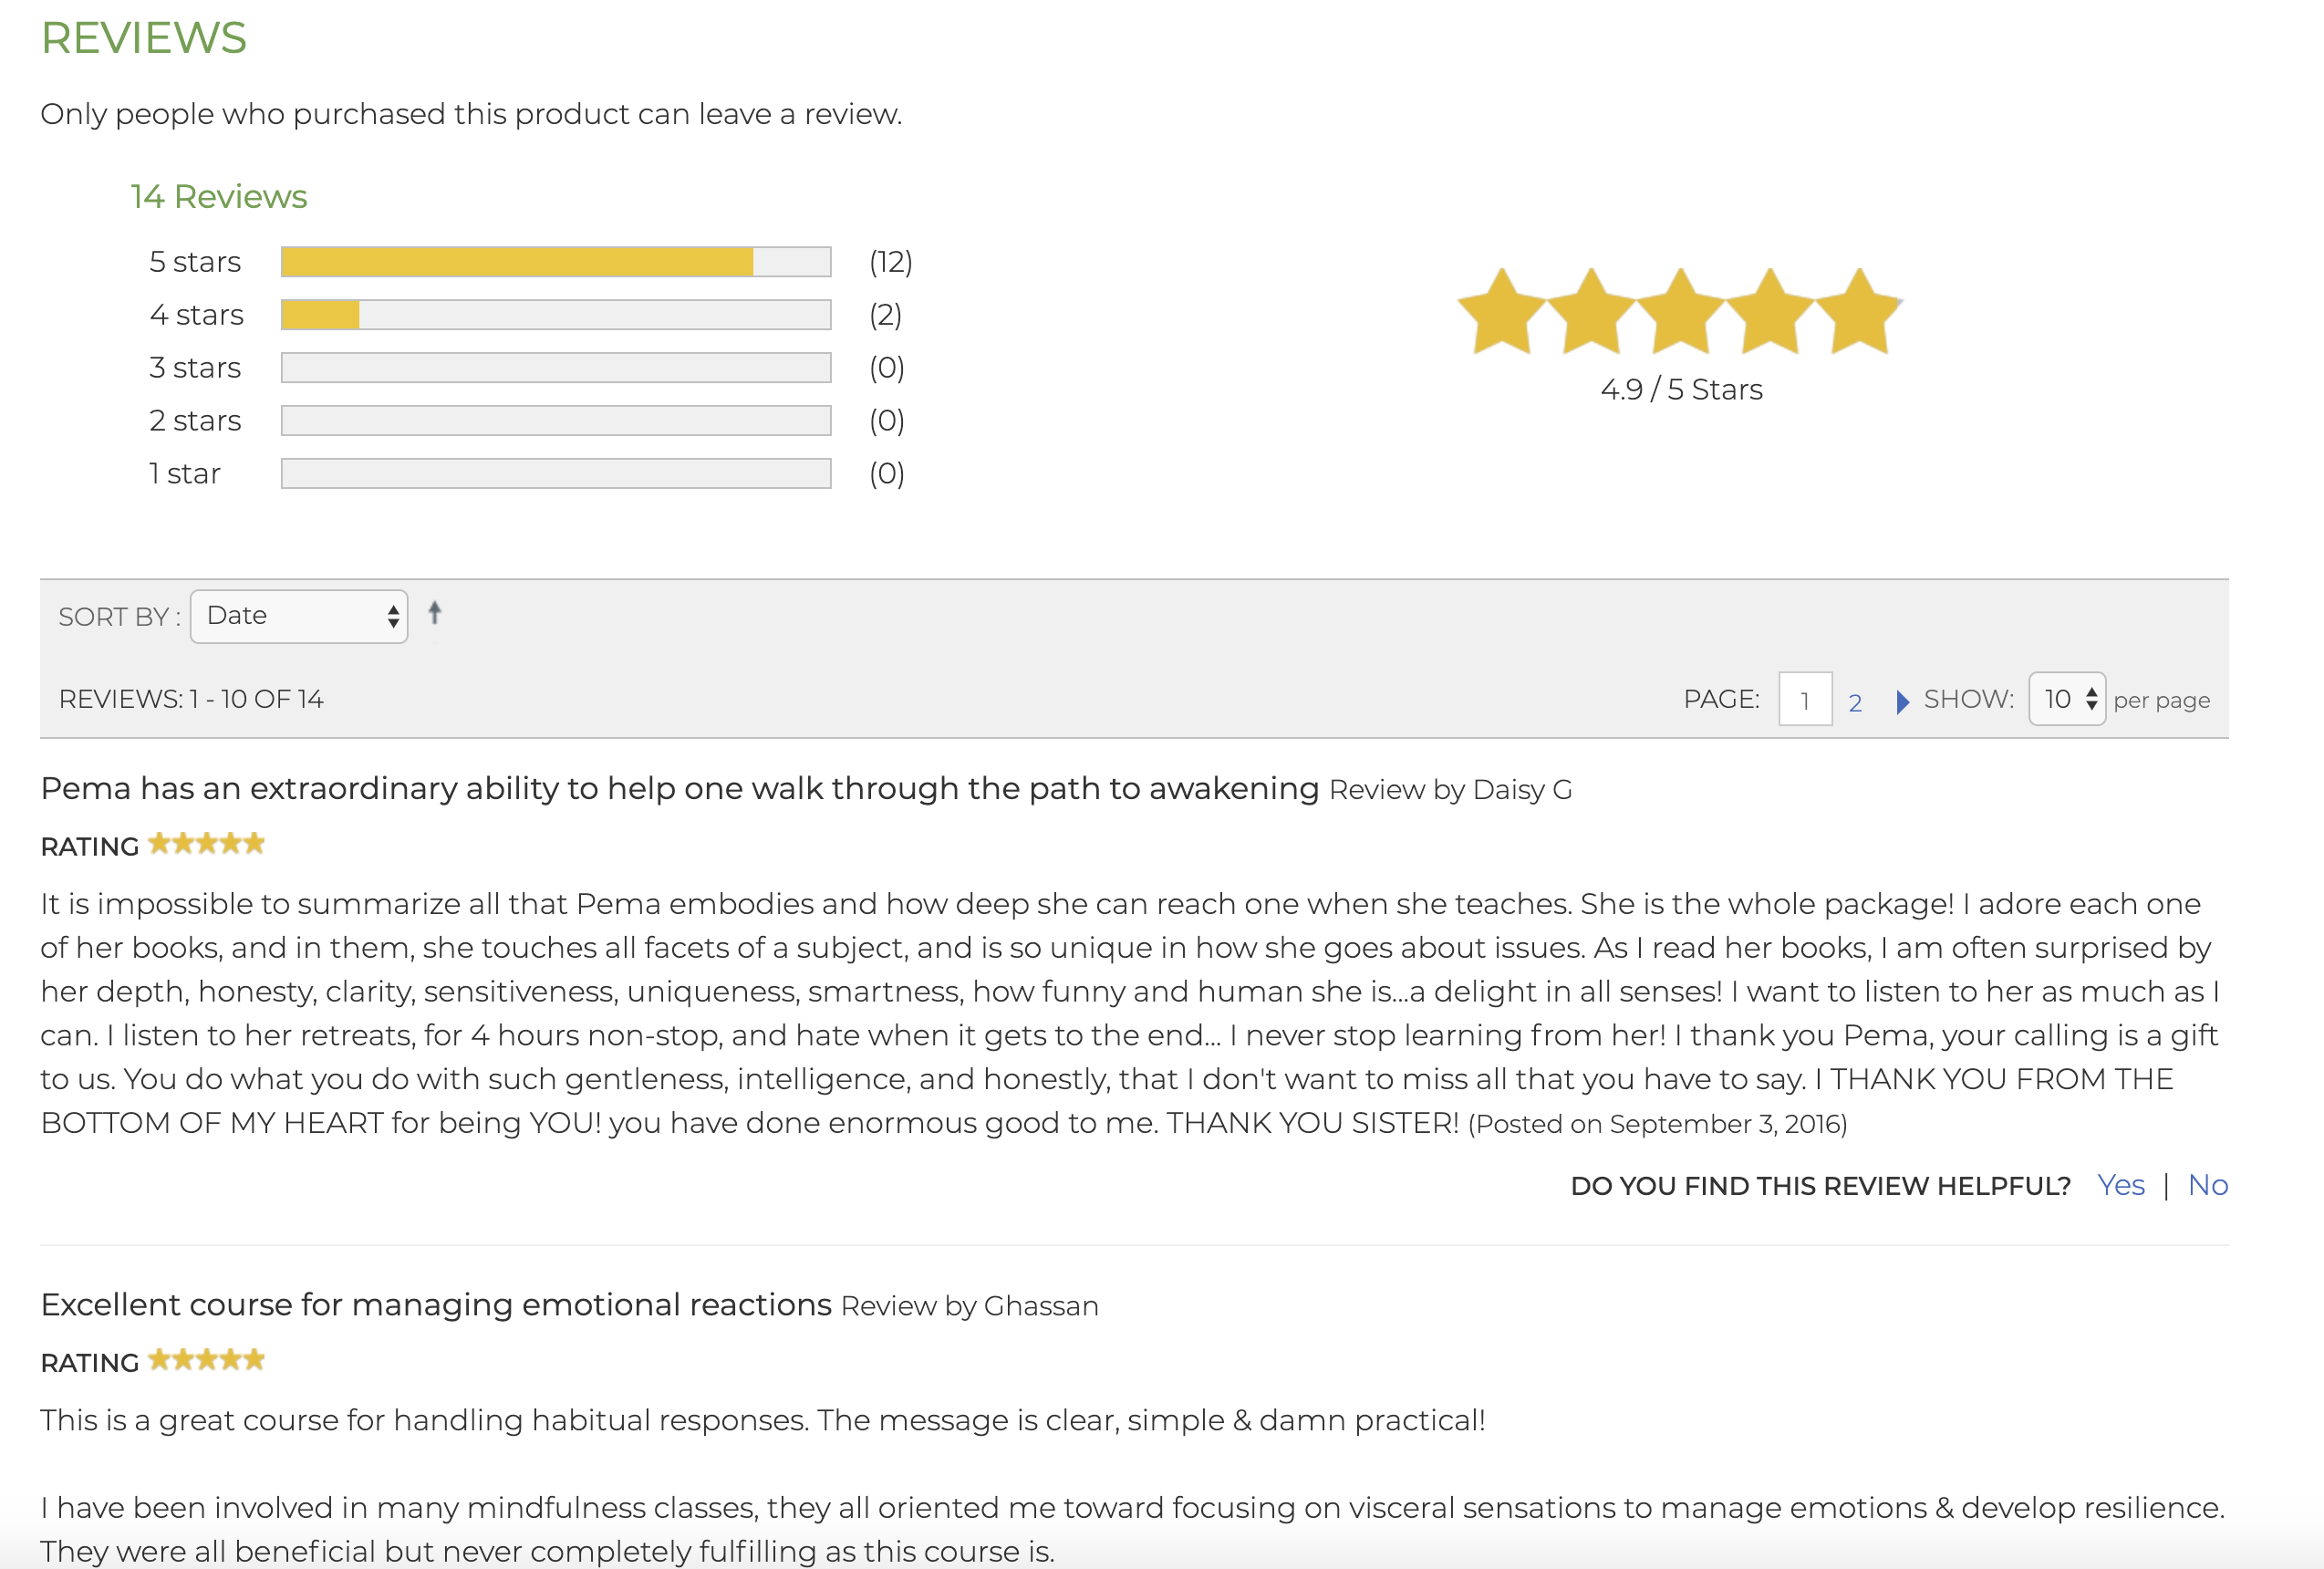 REVIEWS
Only people who purchased this product can leave a review.
14 Reviews
5 stars (12)
4 stars (2)
3 stars (0)
2 stars (0)
1 star (0)
4.9 / 5 Stars
SORT BY : Date
REVIEWS: 1 - 10 OF 14
PAGE: 1 2 SHOW: 10 per page
Pema has an extraordinary ability to help one walk through the path to awakening Review by Daisy G
RATING
It is impossible to summarize all that Pema embodies and how deep she can reach one when she teaches. She is the whole package! I adore each one
of her books, and in them, she touches all facets of a subject, and is so unique in how she goes about issues. As I read her books, I am often surprised by
her depth, honesty, clarity, sensitiveness, uniqueness, smartness, how funny and human she is...a delight in all senses! I want to listen to her as much as I
can. I listen to her retreats, for 4 hours non-stop, and hate when it gets to the end... I never stop learning from her! I thank you Pema, your calling is a gift
to us. You do what you do with such gentleness, intelligence, and honestly, that I don't want to miss all that you have to say. I THANK YOU FROM THE
BOTTOM OF MY HEART for being YOU! you have done enormous good to me. THANK YOU SISTER! (Posted on September 3, 2016)
DO YOU FIND THIS REVIEW HELPFUL? Yes | No
Excellent course for managing emotional reactions Review by Ghassan
RATING
This is a great course for handling habitual responses. The message is clear, simple & damn practical!
I have been involved in many mindfulness classes, they all oriented me toward focusing on visceral sensations to manage emotions & develop resilience.
They were all beneficial but never completely fulfilling as this course is.